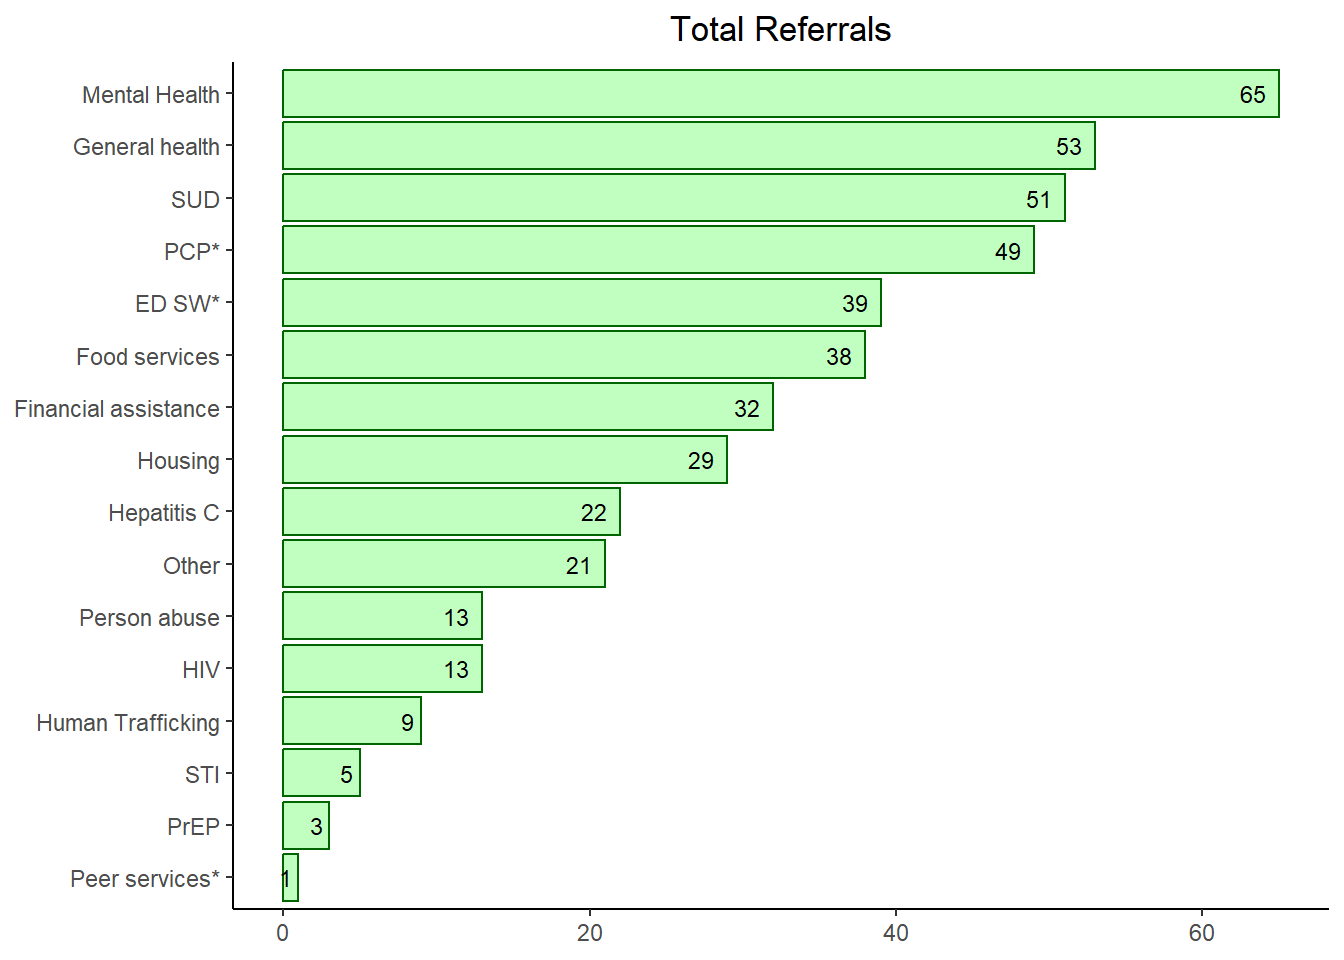 Total Referrals
Mental Health 65
General health 53
SUD 51
PCP* 49
ED SW* 39
Food services 38
Financial assistance 32
Housing 29
Hepatitis C 22
Other 21
Person abuse 13
HIV 13
Human Trafficking 9
STI 5
PrEP 3
Peer services* 1
0 20 40 60